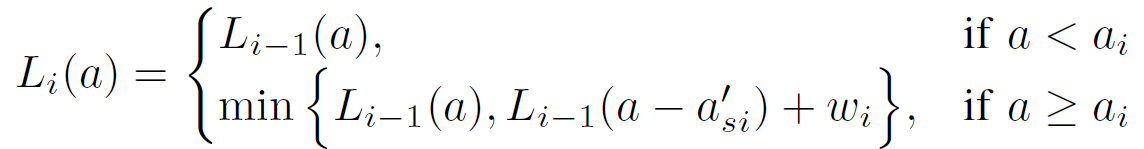 L_i(a) = \begin{cases} L_{i-1}(a), & \text{if } a < a_i \\ \min \left\{ L_{i-1}(a), L_{i-1}(a - a'_{si}) + w_i \right\}, & \text{if } a \geq a_i \end{cases}